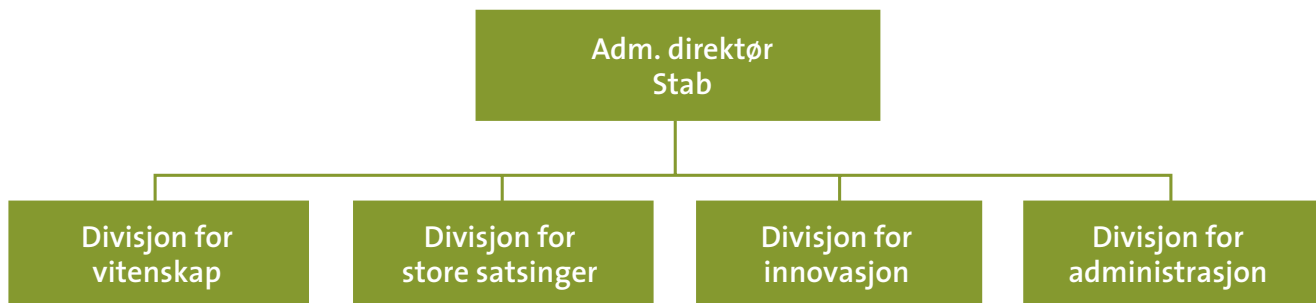 Adm. direktør
Stab
Divisjon for
vitenskap
Divisjon for
store satsinger
Divisjon for
innovasjon
Divisjon for
administrasjon